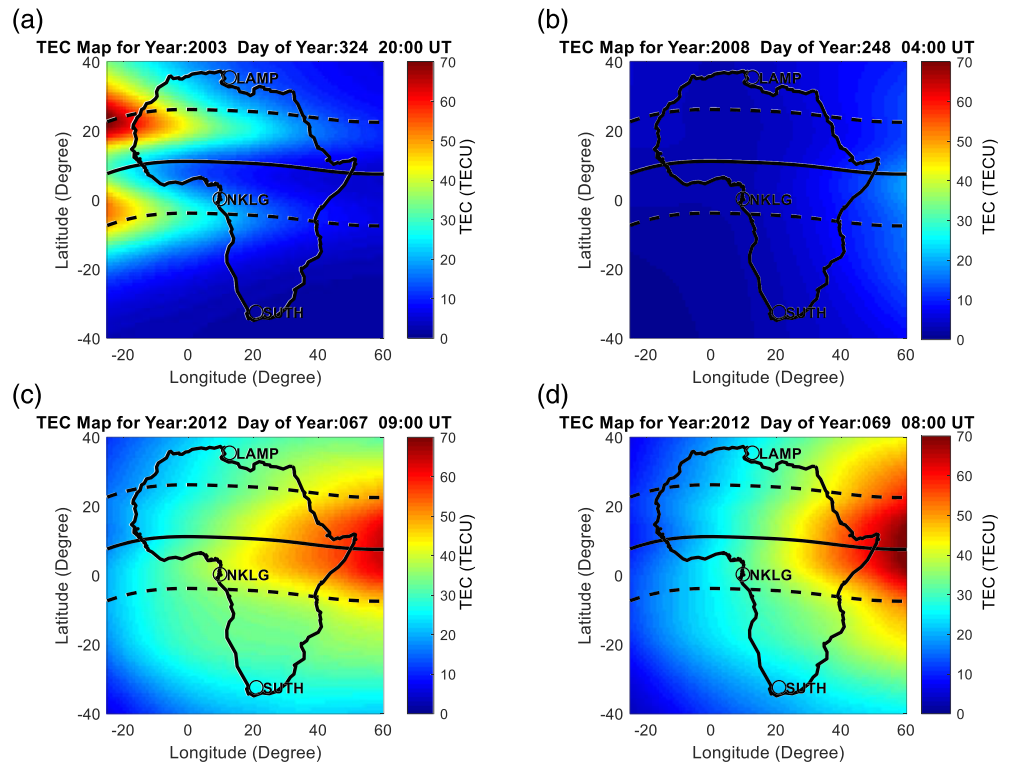 (a)
TEC Map for Year:2003 Day of Year:324 20:00 UT
40
20
0
-20
-40
Latitude (Degree)
LAMP
NKLG
SUTH
-20 0 20 40 60
Longitude (Degree)
70
60
50
40
30
20
10
0
TEC (TECU)
(b)
TEC Map for Year:2008 Day of Year:248 04:00 UT
40
20
0
-20
-40
Latitude (Degree)
LAMP
NKLG
SUTH
-20 0 20 40 60
Longitude (Degree)
70
60
50
40
30
20
10
0
TEC (TECU)
(c)
TEC Map for Year:2012 Day of Year:067 09:00 UT
40
20
0
-20
-40
Latitude (Degree)
LAMP
NKLG
SUTH
-20 0 20 40 60
Longitude (Degree)
70
60
50
40
30
20
10
0
TEC (TECU)
(d)
TEC Map for Year:2012 Day of Year:069 08:00 UT
40
20
0
-20
-40
Latitude (Degree)
LAMP
NKLG
SUTH
-20 0 20 40 60
Longitude (Degree)
70
60
50
40
30
20
10
0
TEC (TECU)